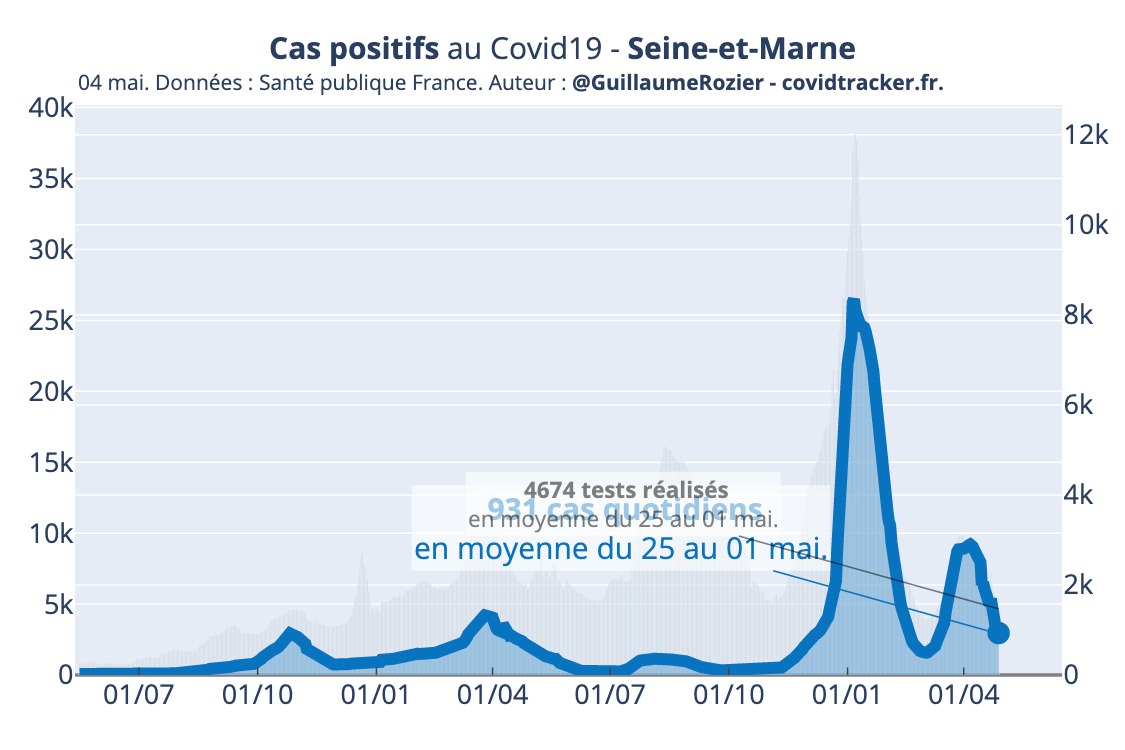 Cas positifs au Covid19 - Seine-et-Marne
04 mai. Données : Santé publique France. Auteur : @GuillaumeRozier - covidtracker.fr.
40k
35k
30k
25k
20k
15k
10k
5k
0
12k
10k
8k
6k
4k
2k
0
4674 tests réalisés
931 cas quotidiens
en moyenne du 25 au 01 mai.
en moyenne du 25 au 01 mai.
01/07
01/10
01/01
01/04
01/07
01/10
01/01
01/04